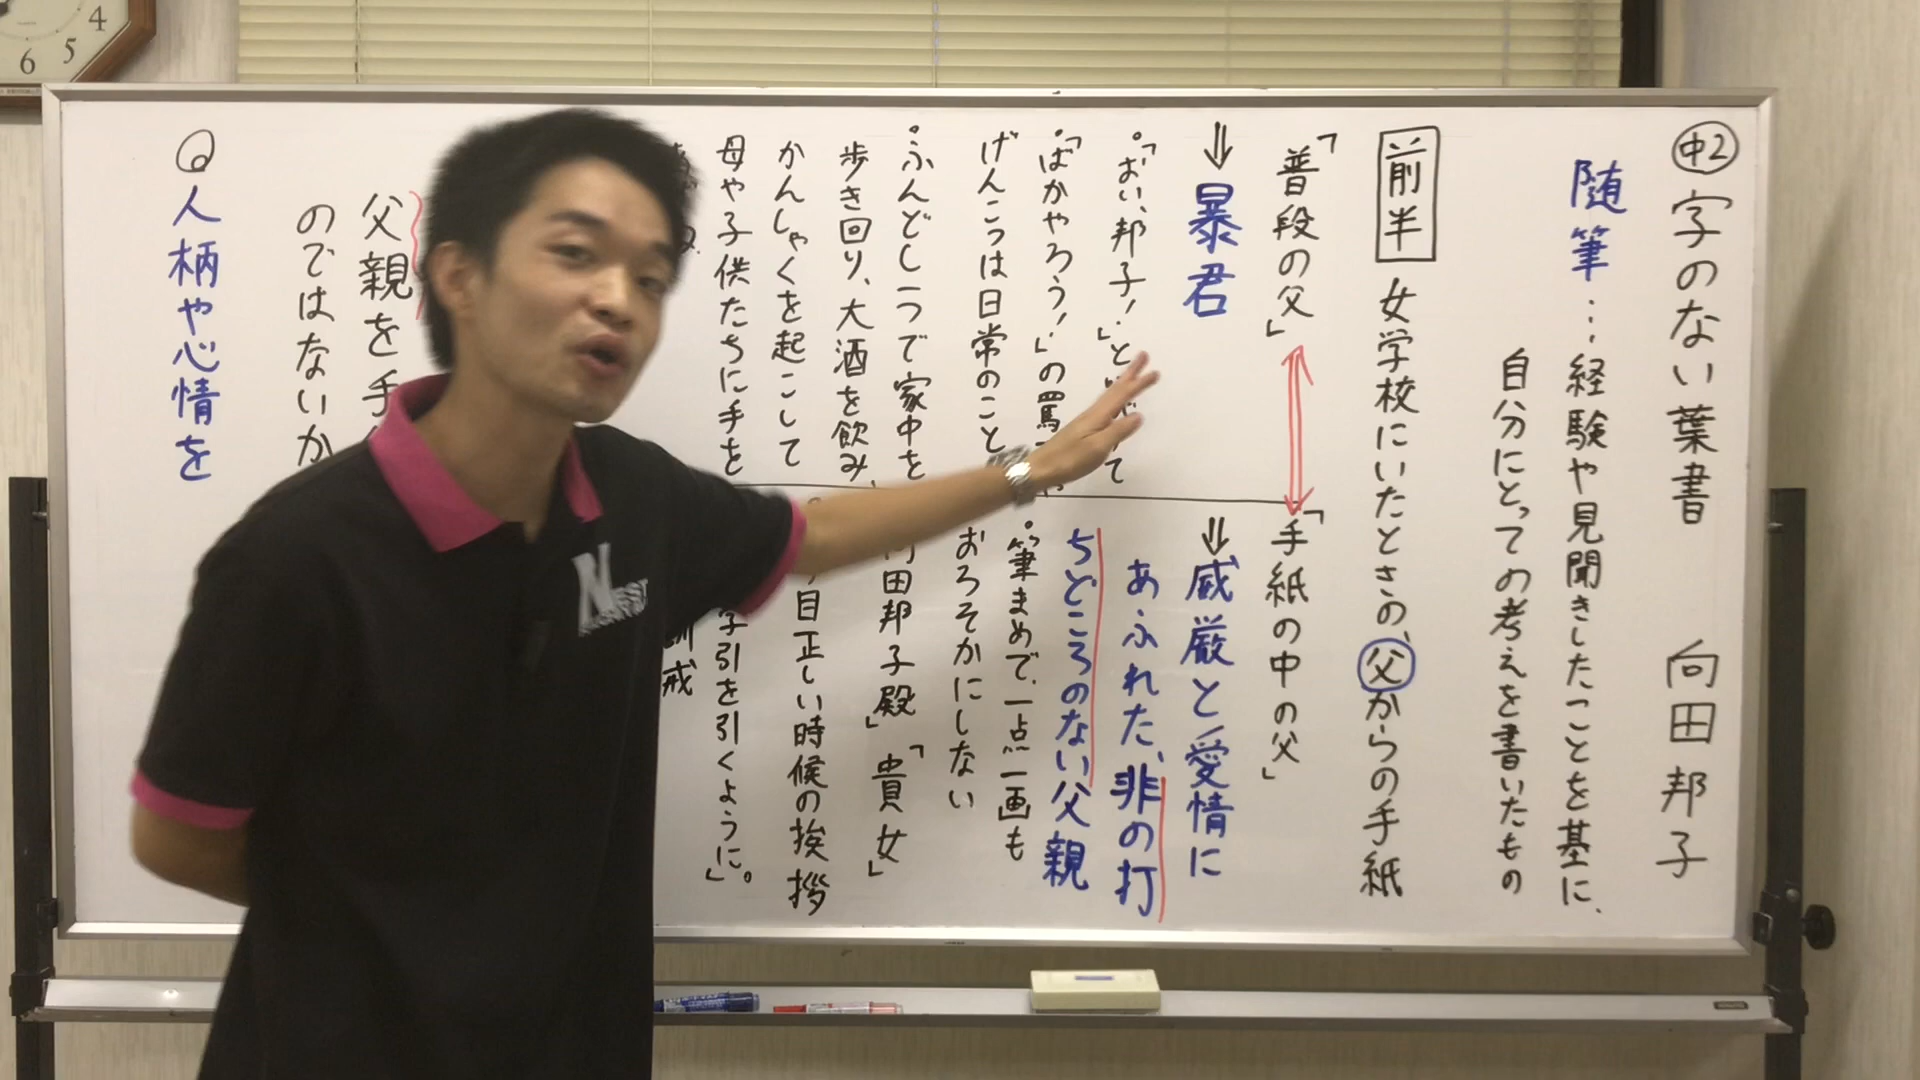 中2 字のない葉書 向田邦子
随筆…経験や見聞きしたことを基に、
自分にとっての考えを書いたもの
前半 女学校にいたときの、父からの手紙
「普段の父」
⇓暴君
・「おい、邦子!」と
て
・「ばかやろう!」の罵
げんこつは日常のこと
・ふんどし一つで家中を
歩き回り、大酒を飲み、
かんしゃくを起こして
母や子供たちに手を
「手紙の中の父」
⇓威厳と愛情に
あふれた、非の打
ちどころのない父親
・筆まめで、一点一画も
おろそかにしない
向田邦子殿」「貴女」
目正しい時候の挨拶
字引を引くように。」
訓戒
父親を手
のではないか
Q 人柄や心情を
4
5
6
N